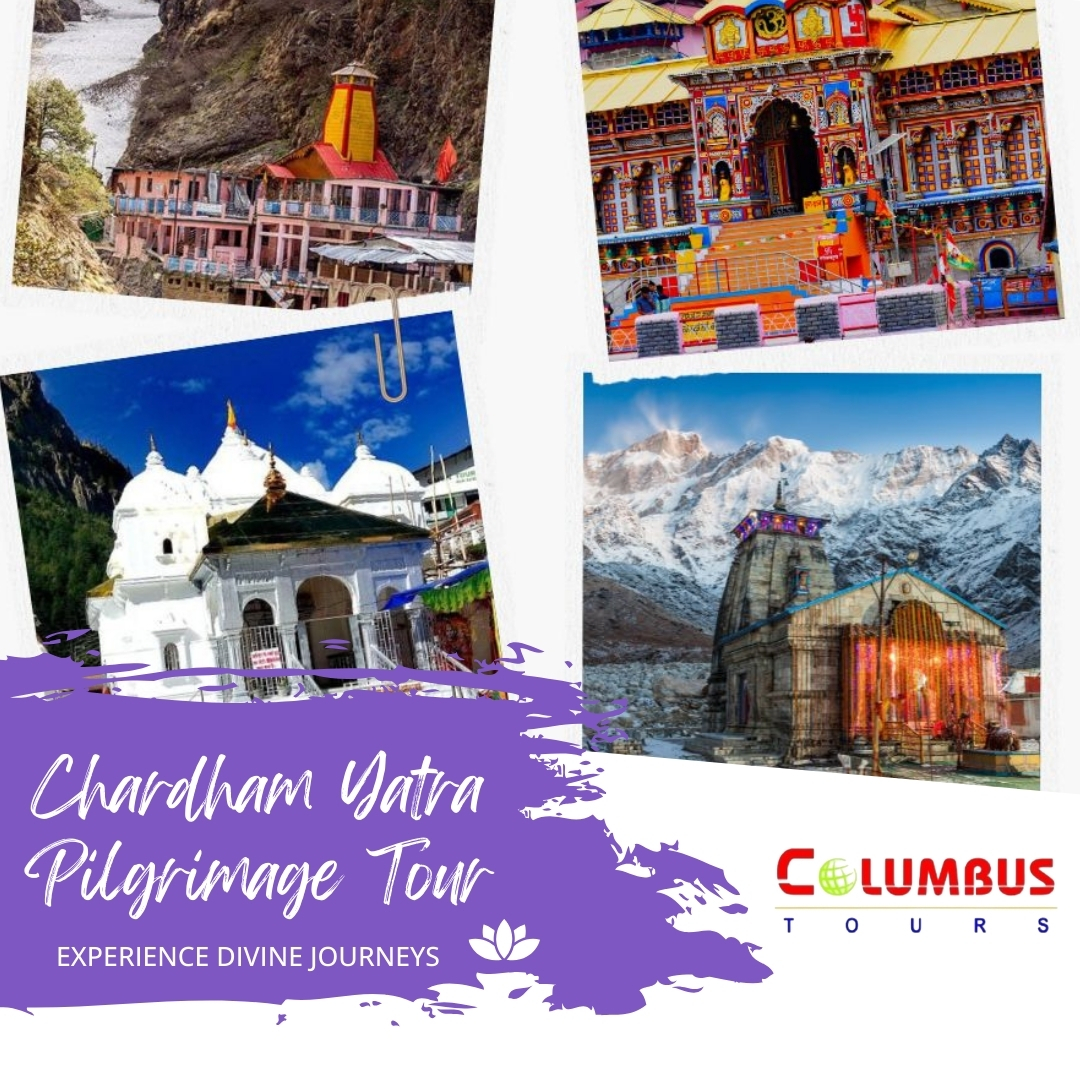 Chardham Yatra
Pilgrimage Tour
EXPERIENCE DIVINE JOURNEYS
COLUMBUS
TOURS